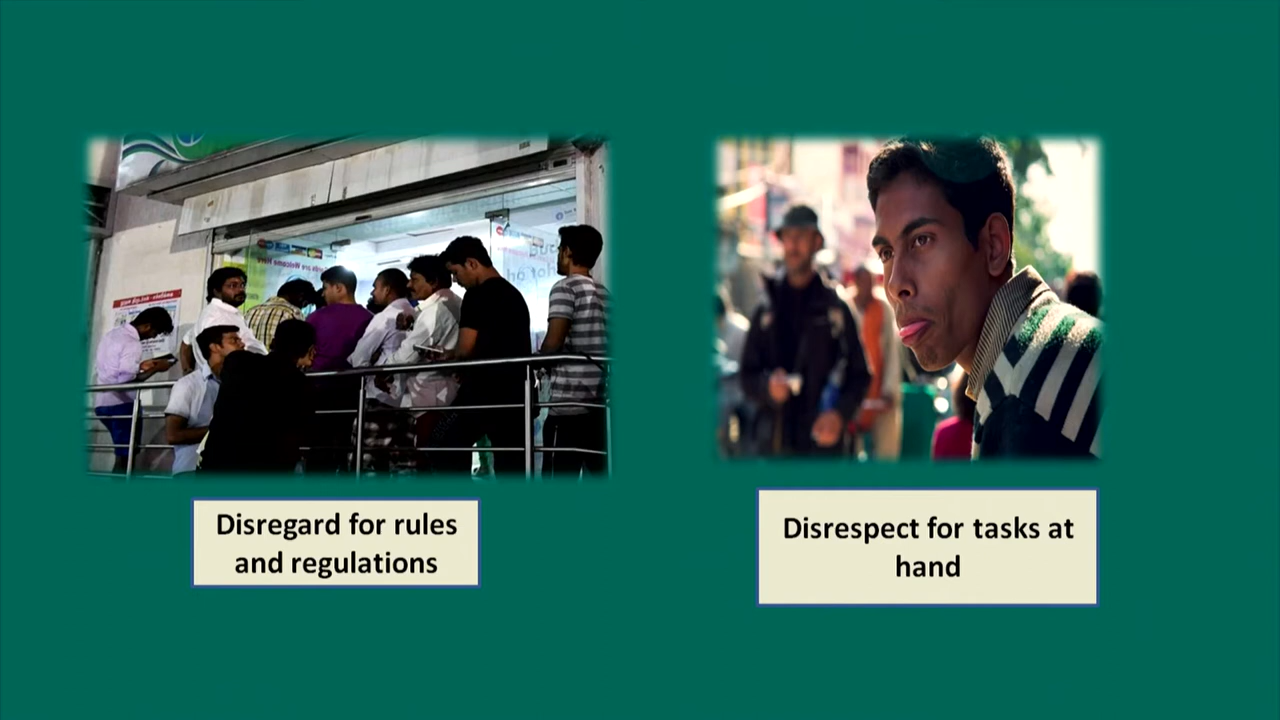 Disregard for rules
and regulations
Disrespect for tasks at
hand